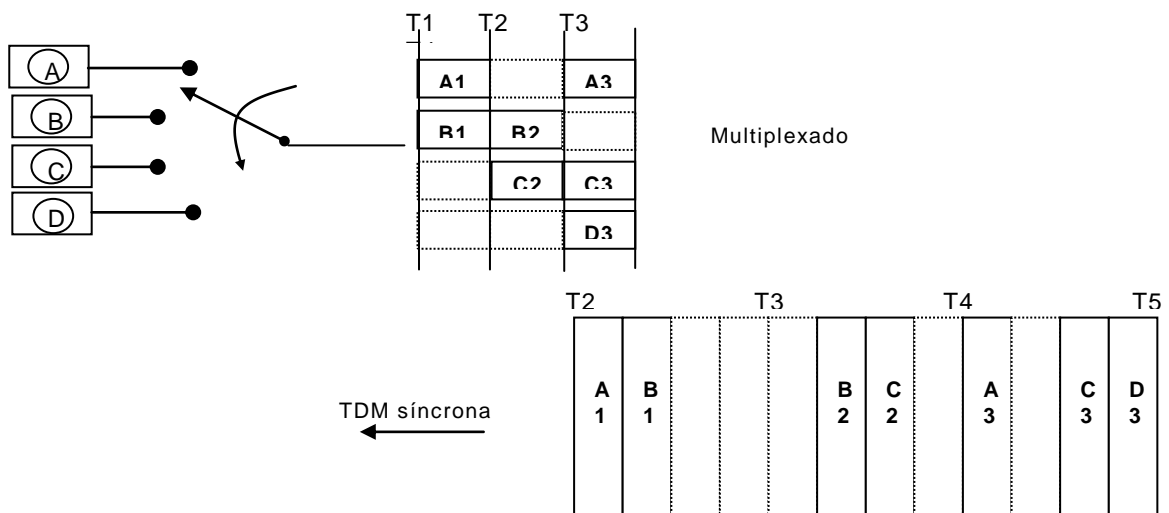 T1 T2 T3
A
A1 A3
B
B1 B2
Multiplexado
C
C2 C3
D
D3
T2 T3 T4 T5
A B B C A C D
1 1 2 2 3 3 3
TDM síncrona